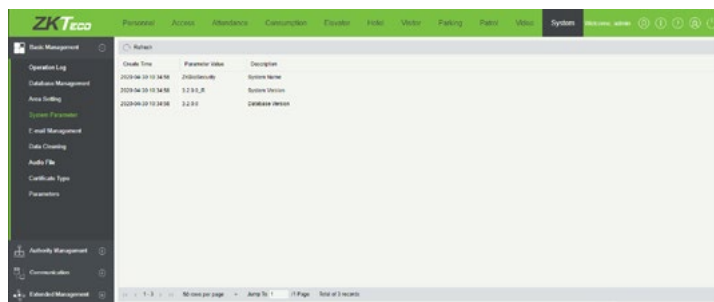 ZKTECO
Personnel Access Attendance Consumption Elevator Hotel Visitor Parking Patrol Video System Welcome, admin
Basic Management
Refresh
Operation Log
Database Management
Area Setting
System Parameter
E-mail Management
Data Cleaning
Audio File
Certificate Type
Parameters
Create Time Parameter Value Description
2020-04-30 10:34:58 ZKBioSecurity System Name
2020-04-30 10:34:58 3.2.0.0_R System Version
2020-04-30 10:34:58 3.2.0.0 Database Version
Authority Management
Communication
Extended Management
1-3 50 rows per page Jump To 1 /1 Page Total of 3 records